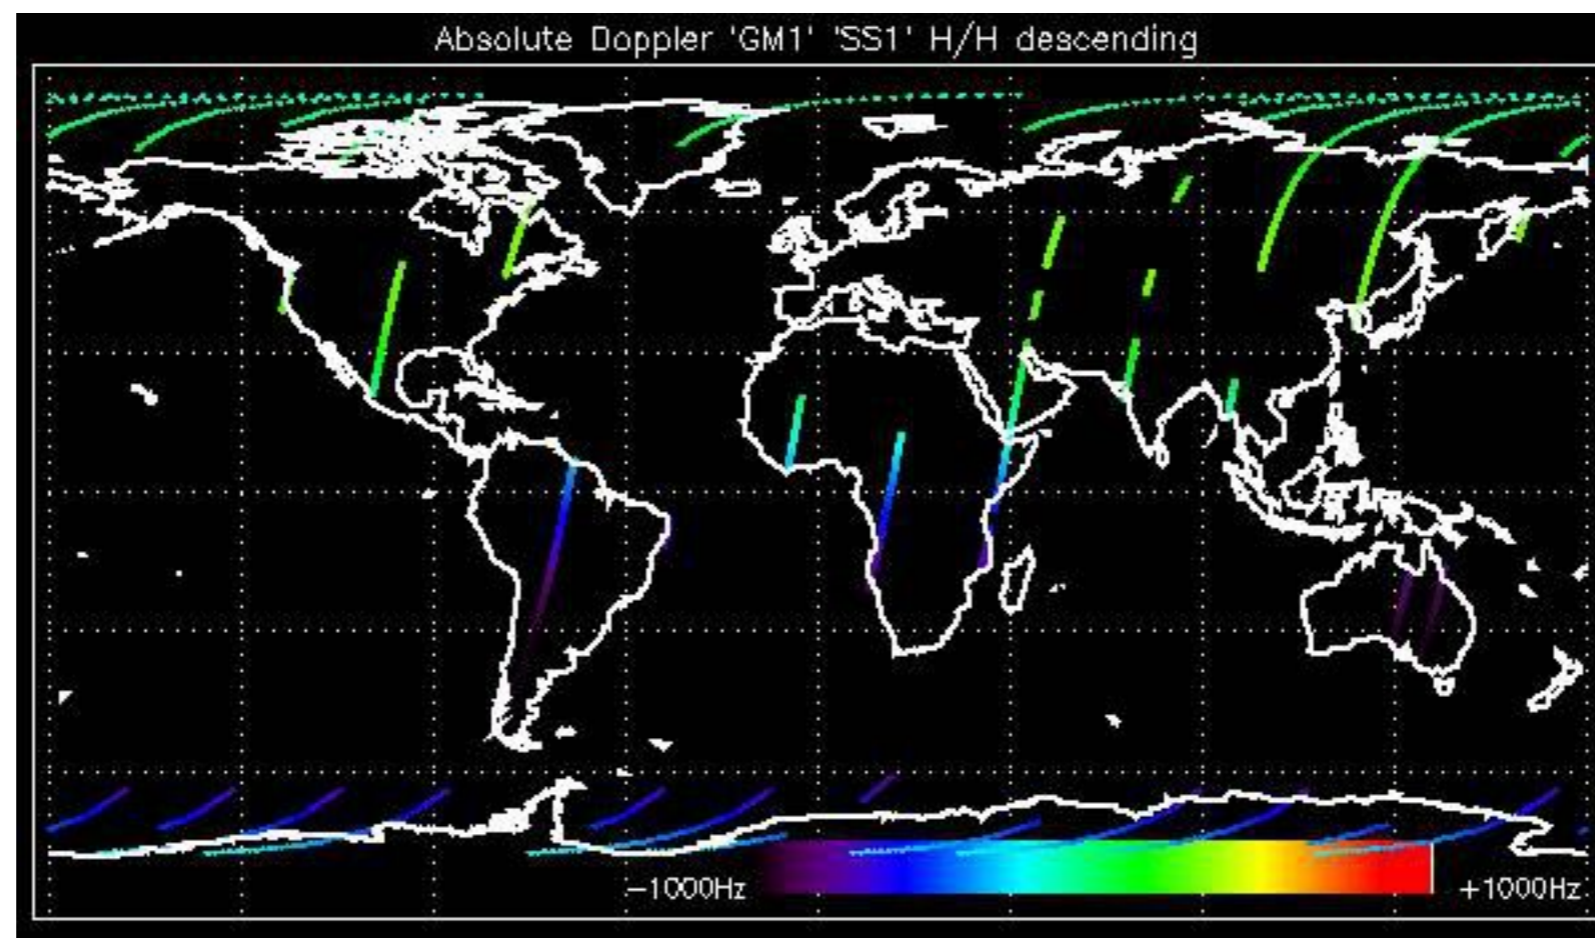 Absolute Doppler 'GM1' 'SS1' H/H descending
-1000Hz
+1000Hz